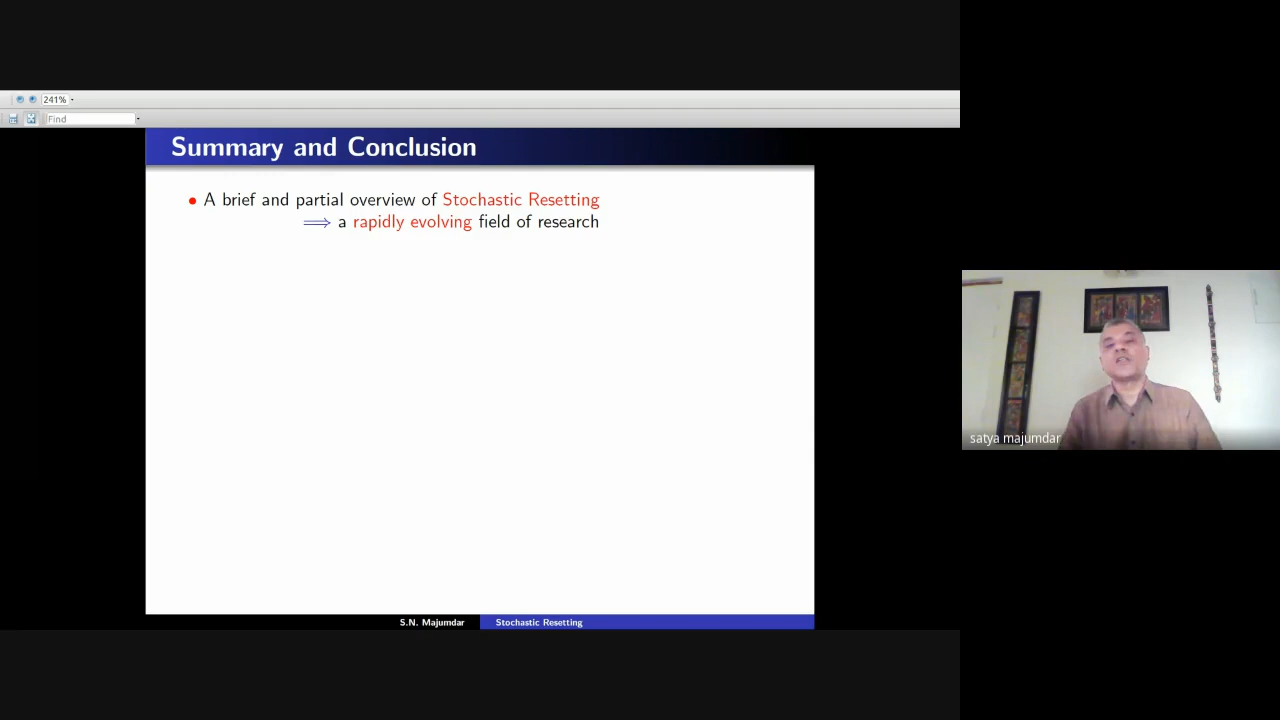 241%
Find
Summary and Conclusion
• A brief and partial overview of Stochastic Resetting
⟹ a rapidly evolving field of research
satya majumdar
S.N. Majumdar
Stochastic Resetting